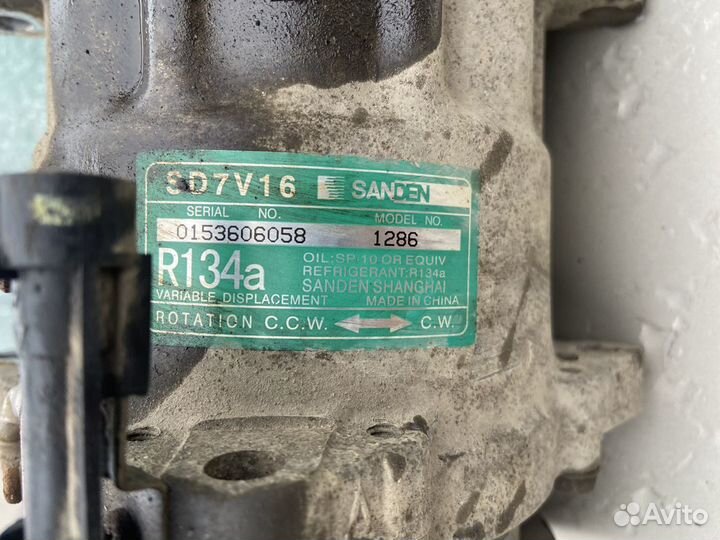 SD7V16 SANDEN
SERIAL NO. MODEL NO.
0153606058 1286
R134a
OIL:SP 10 OR EQUIV
REFRIGERANT:R134a
SANDEN SHANGHAI
VARIABLE DISPLACEMENT MADE IN CHINA
ROTATION C.C.W. C.W.
Avito